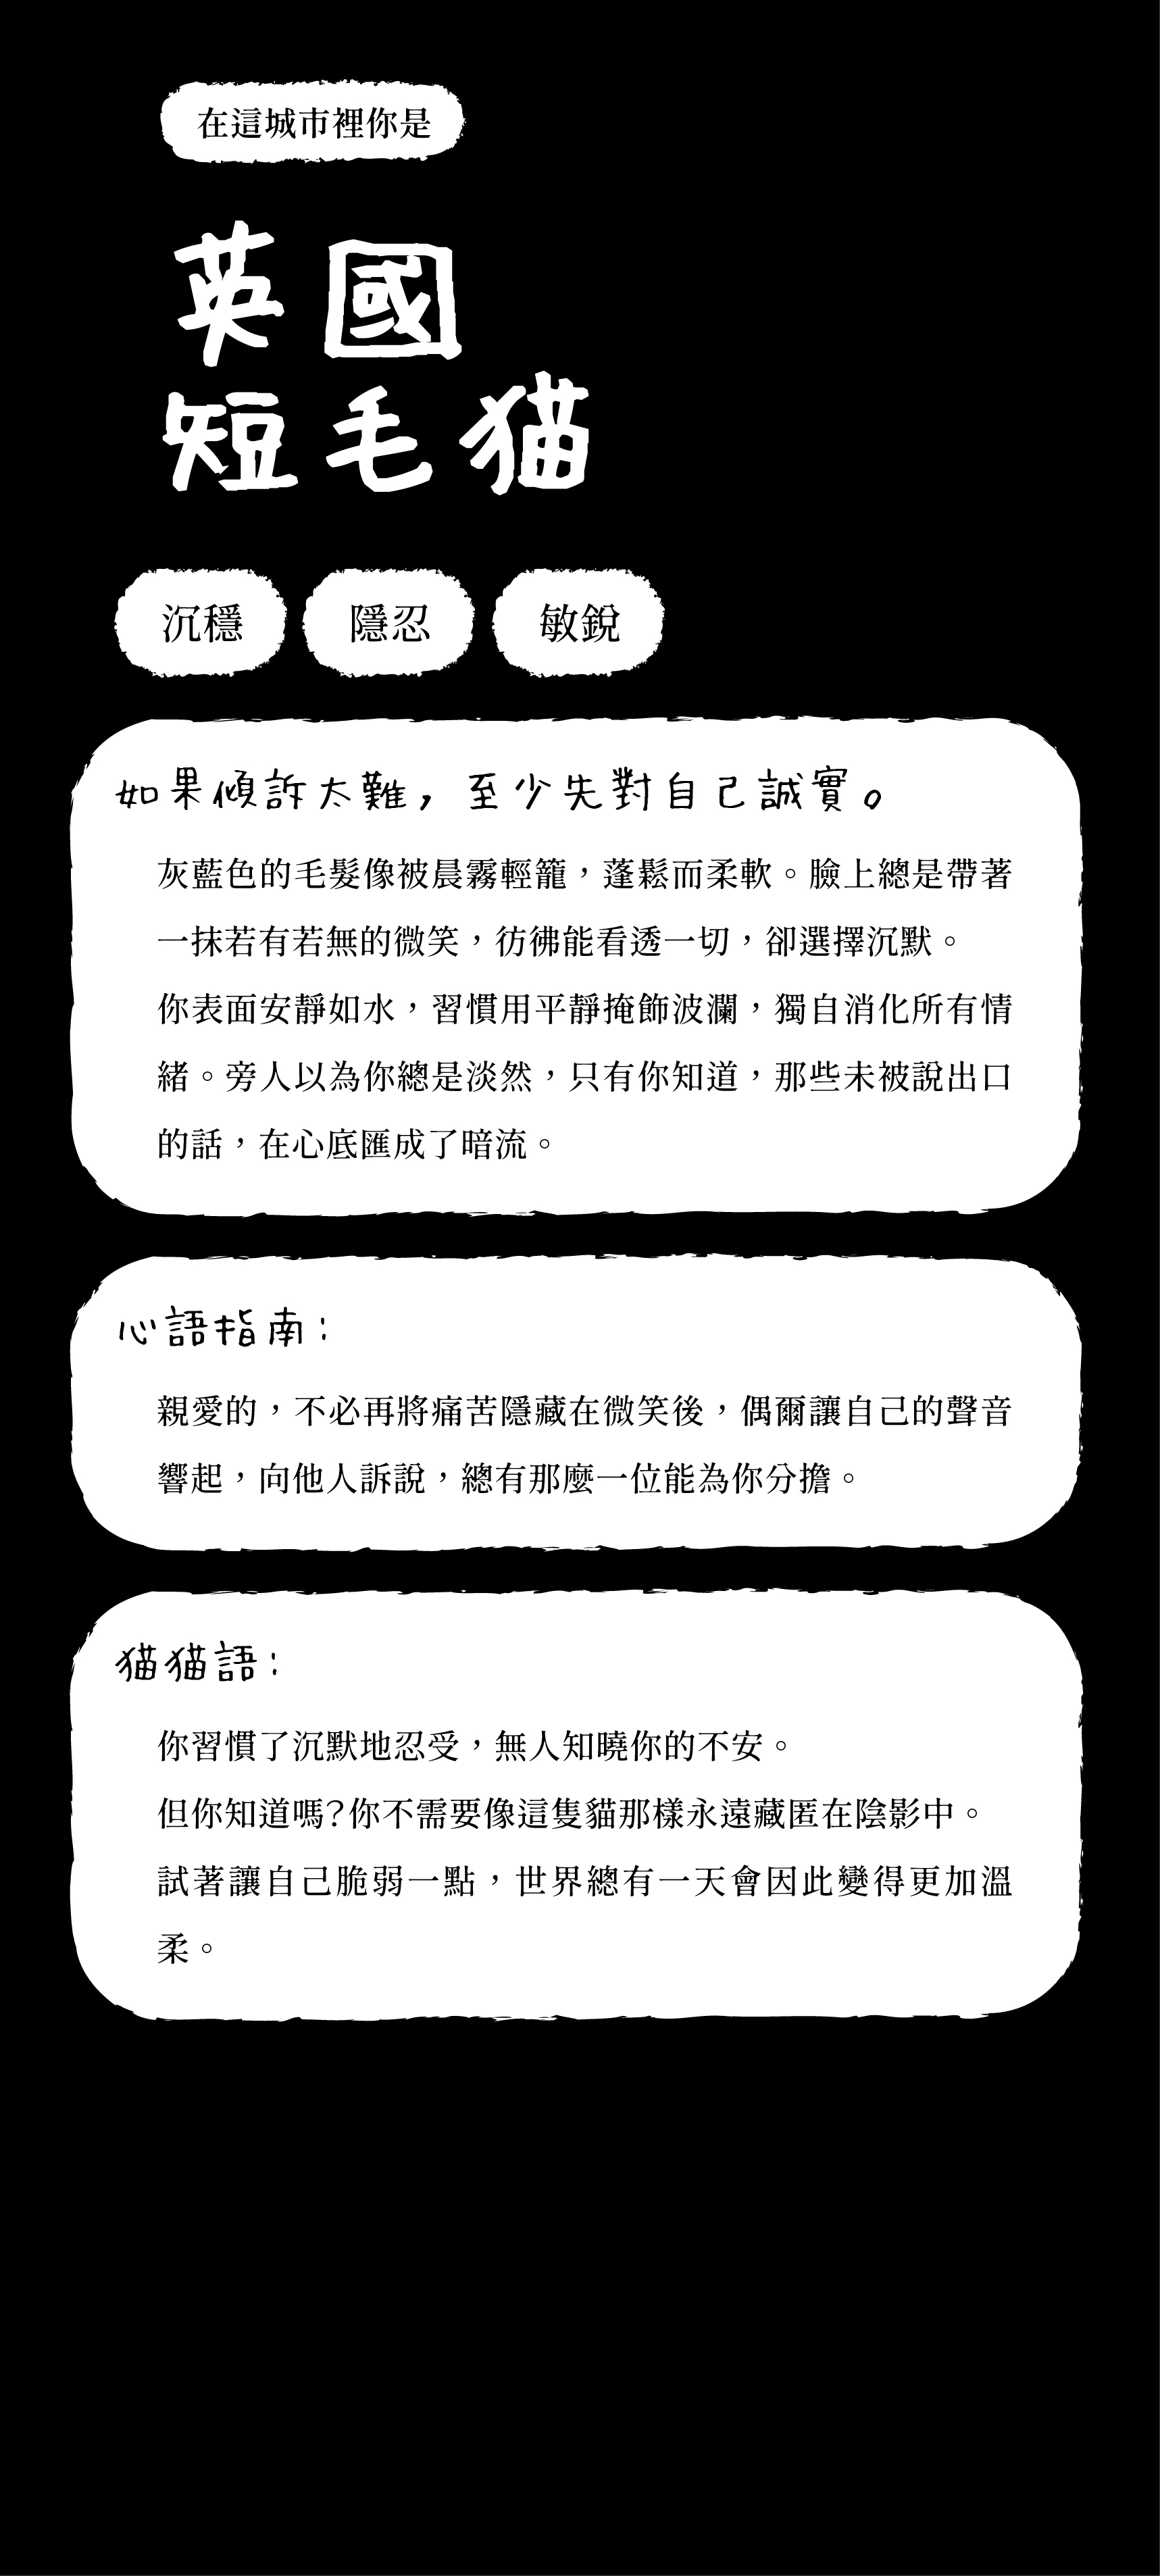 在這城市裡你是
英國
短毛猫
沉穩
隱忍
敏銳
如果傾訴太難，至少先對自己誠實。
灰藍色的毛髮像被晨霧輕籠，蓬鬆而柔軟。臉上總是帶著
一抹若有若無的微笑，彷彿能看透一切，卻選擇沉默。
你表面安靜如水，習慣用平靜掩飾波瀾，獨自消化所有情
緒。旁人以為你總是淡然，只有你知道，那些未被說出口
的話，在心底匯成了暗流。
心語指南：
親愛的，不必再將痛苦隱藏在微笑後，偶爾讓自己的聲音
響起，向他人訴說，總有那麼一位能為你分擔。
猫猫語：
你習慣了沉默地忍受，無人知曉你的不安。
但你知道嗎?你不需要像這隻貓那樣永遠藏匿在陰影中。
試著讓自己脆弱一點，世界總有一天會因此變得更加溫
柔。